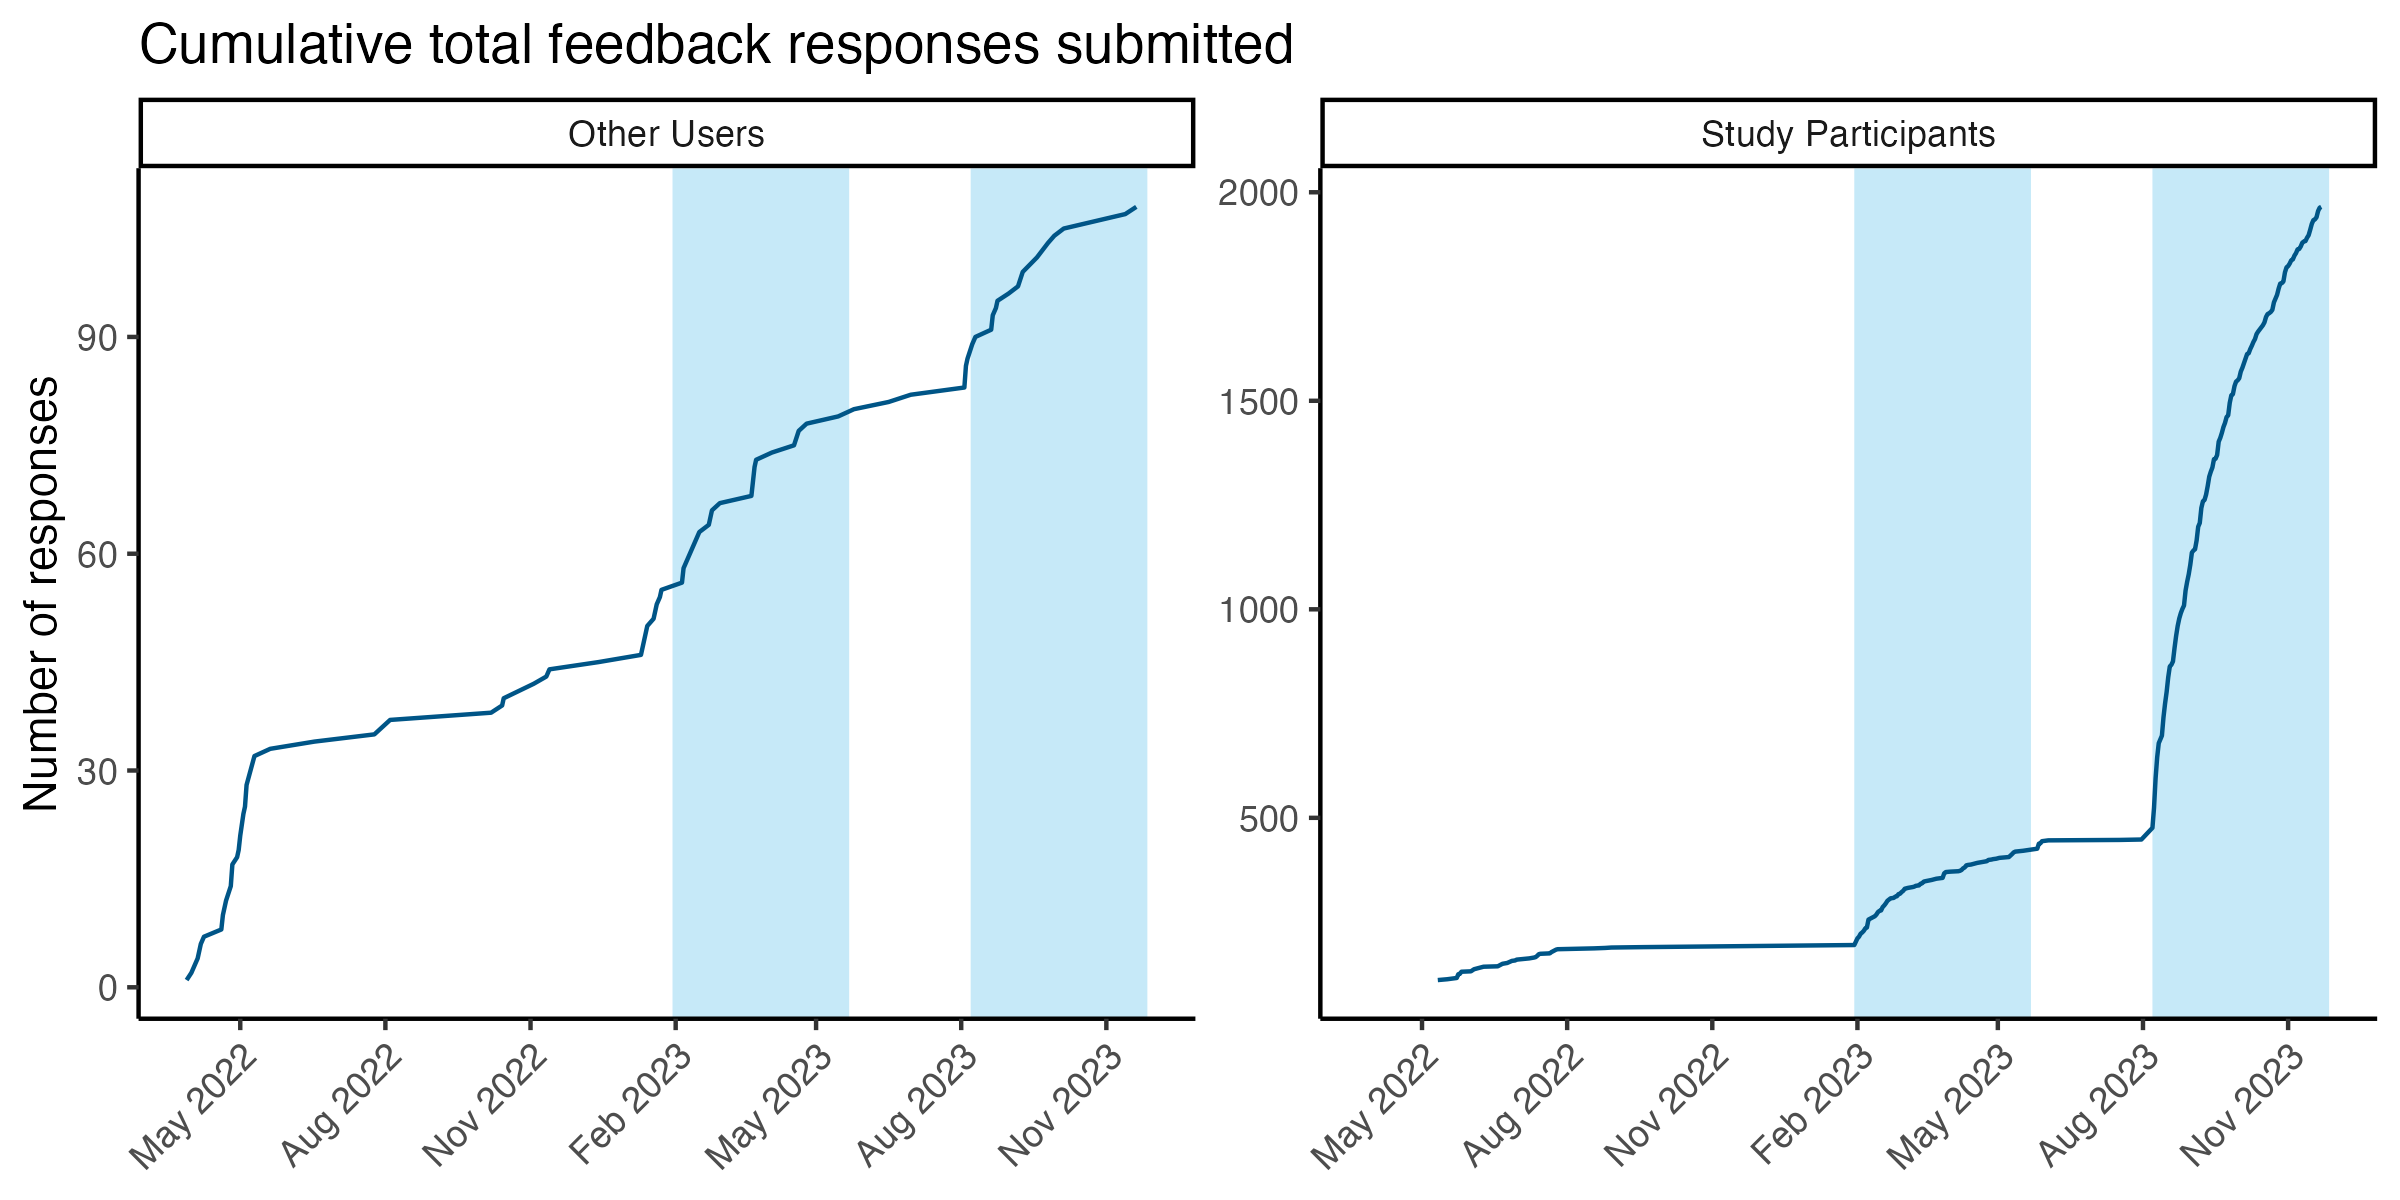 Cumulative total feedback responses submitted
Other Users
Study Participants
Number of responses
90
60
30
0
May 2022
Aug 2022
Nov 2022
Feb 2023
May 2023
Aug 2023
Nov 2023
2000
1500
1000
500
May 2022
Aug 2022
Nov 2022
Feb 2023
May 2023
Aug 2023
Nov 2023